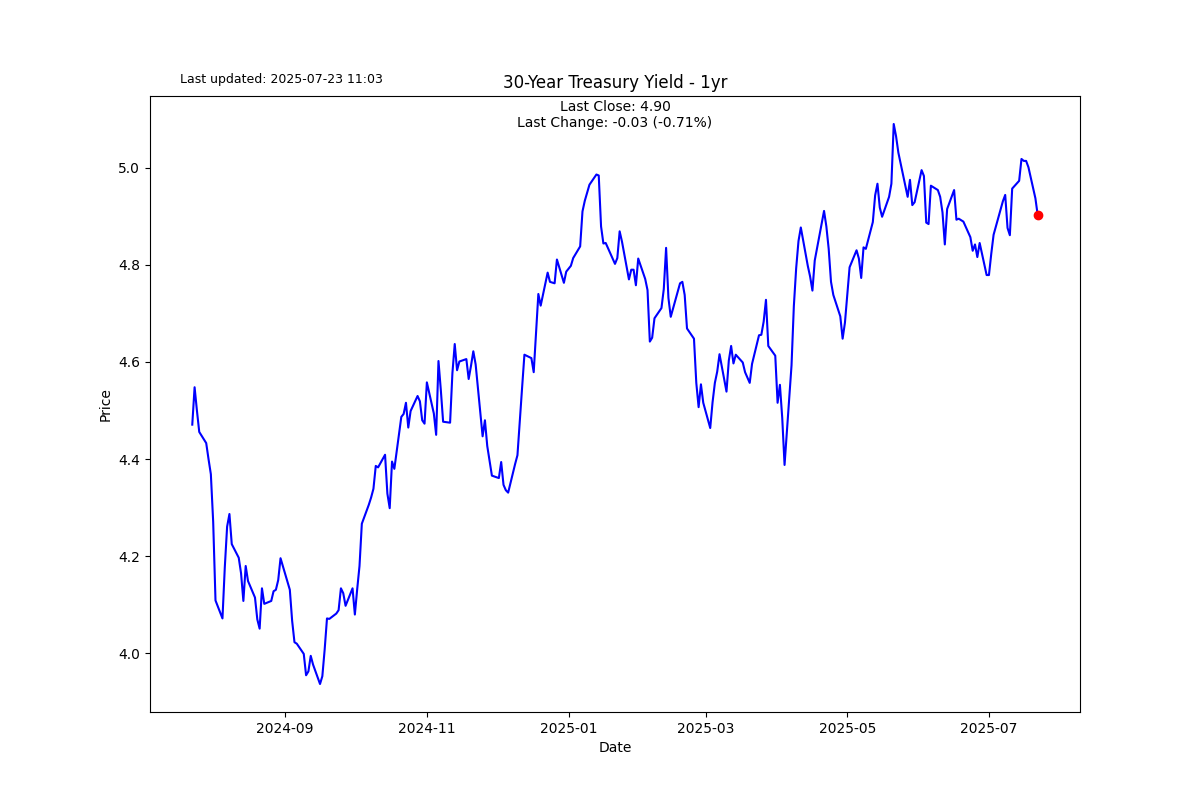 Last updated: 2025-07-23 11:03
30-Year Treasury Yield - 1yr
Last Close: 4.90
Last Change: -0.03 (-0.71%)
5.0
4.8
4.6
4.4
4.2
4.0
Price
2024-09
2024-11
2025-01
2025-03
2025-05
2025-07
Date